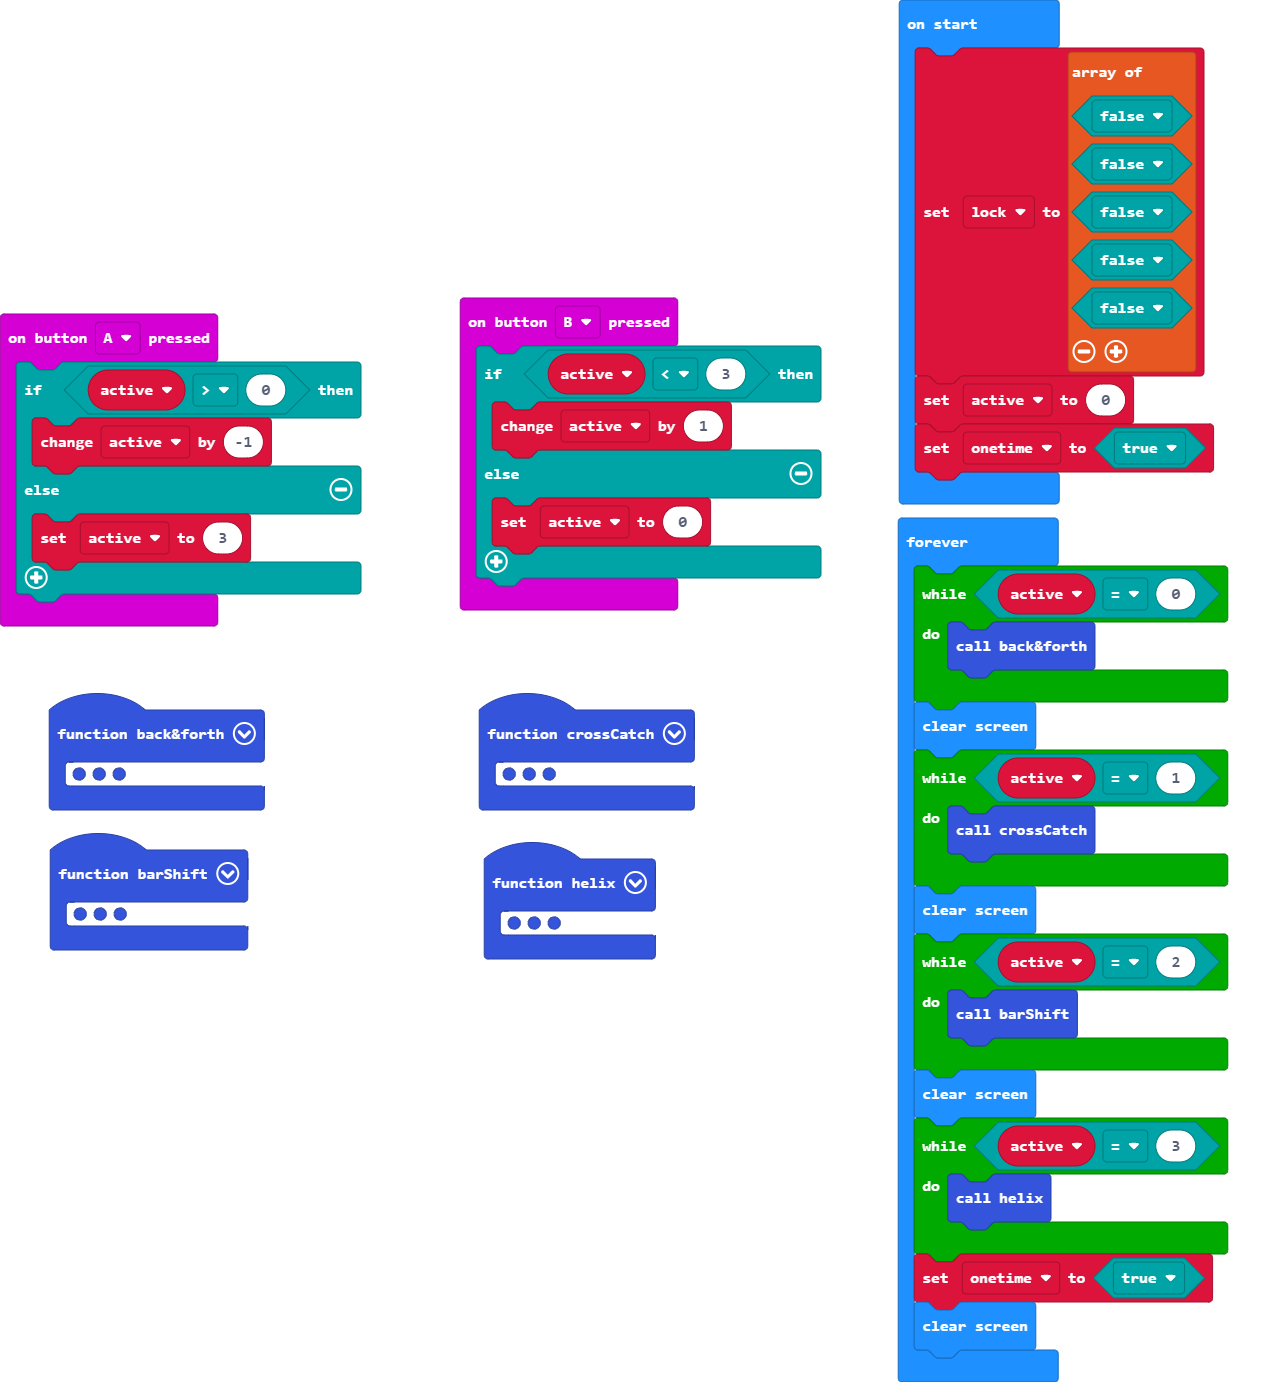 on button A pressed
if active > 0 then
change active by -1
else
set active to 3
on button B pressed
if active < 3 then
change active by 1
else
set active to 0
function back&forth
function crossCatch
function barShift
function helix
on start
array of
false
false
set lock to false
false
false
set active to 0
set onetime to true
forever
while active = 0
do
call back&forth
clear screen
while active = 1
do
call crossCatch
clear screen
while active = 2
do
call barShift
clear screen
while active = 3
do
call helix
set onetime to true
clear screen